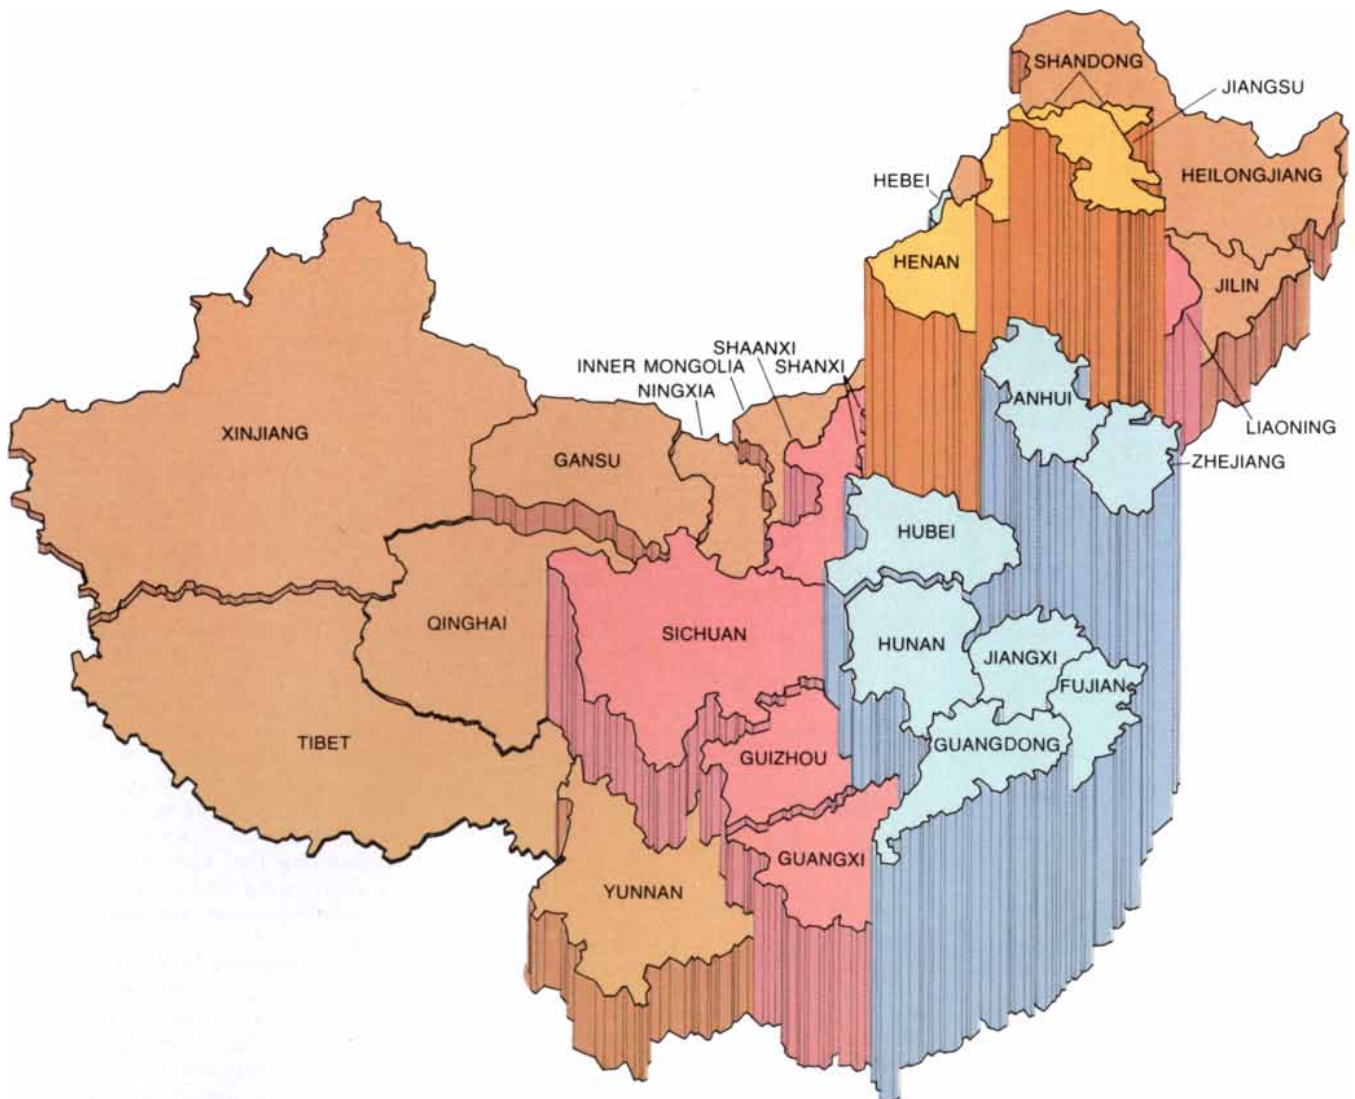 SHANDONG
JIANGSU
HEBEI
HEILONGJIANG
HENAN
JILIN
SHAANXI
INNER MONGOLIA
SHANXI
NINGXIA
ANHUI
LIAONING
XINJIANG
GANSU
ZHEJIANG
HUBEI
QINGHAI
SICHUAN
HUNAN
JIANGXI
FUJIAN
TIBET
GUIZHOU
GUANGDONG
GUANGXI
YUNNAN